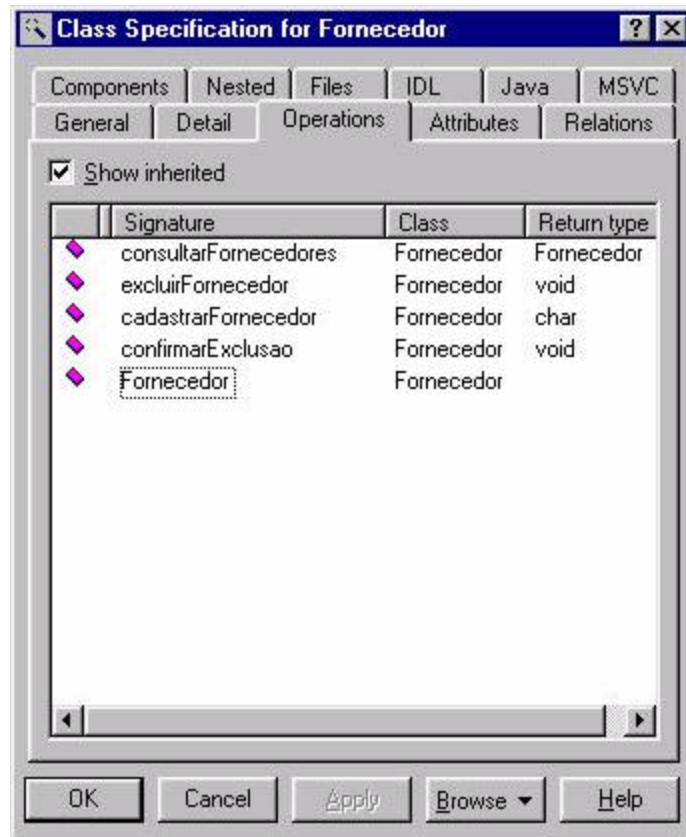 Class Specification for Fornecedor
Components Nested Files IDL Java MSVC
General Detail Operations Attributes Relations
Show inherited
Signature Class Return type
consultarFornecedores Fornecedor Fornecedor
excluirFornecedor Fornecedor void
cadastrarFornecedor Fornecedor char
confirmarExclusao Fornecedor void
Fornecedor Fornecedor
OK Cancel Apply Browse Help